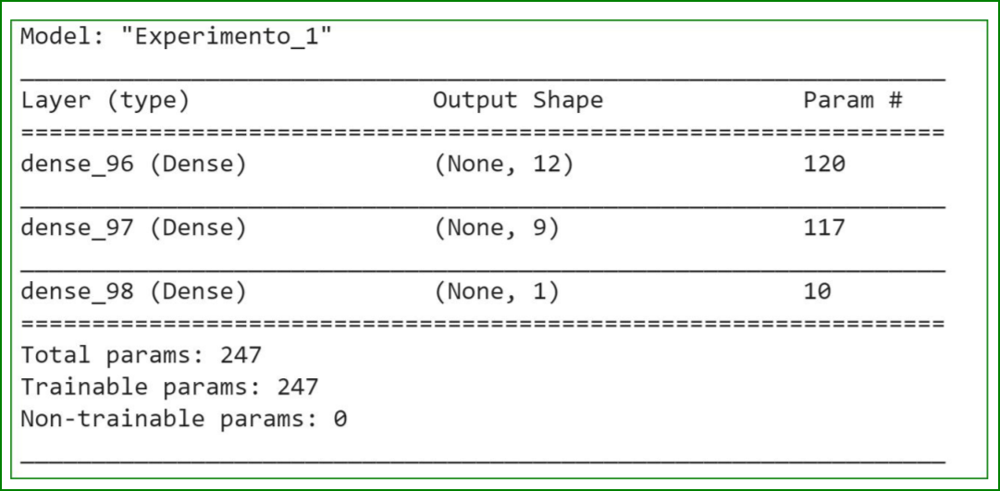 Model: "Experimento_1"
_________________________________________________________________
Layer (type)                 Output Shape              Param #
=================================================================
dense_96 (Dense)             (None, 12)                120
_________________________________________________________________
dense_97 (Dense)             (None, 9)                 117
_________________________________________________________________
dense_98 (Dense)             (None, 1)                 10
=================================================================
Total params: 247
Trainable params: 247
Non-trainable params: 0
_________________________________________________________________